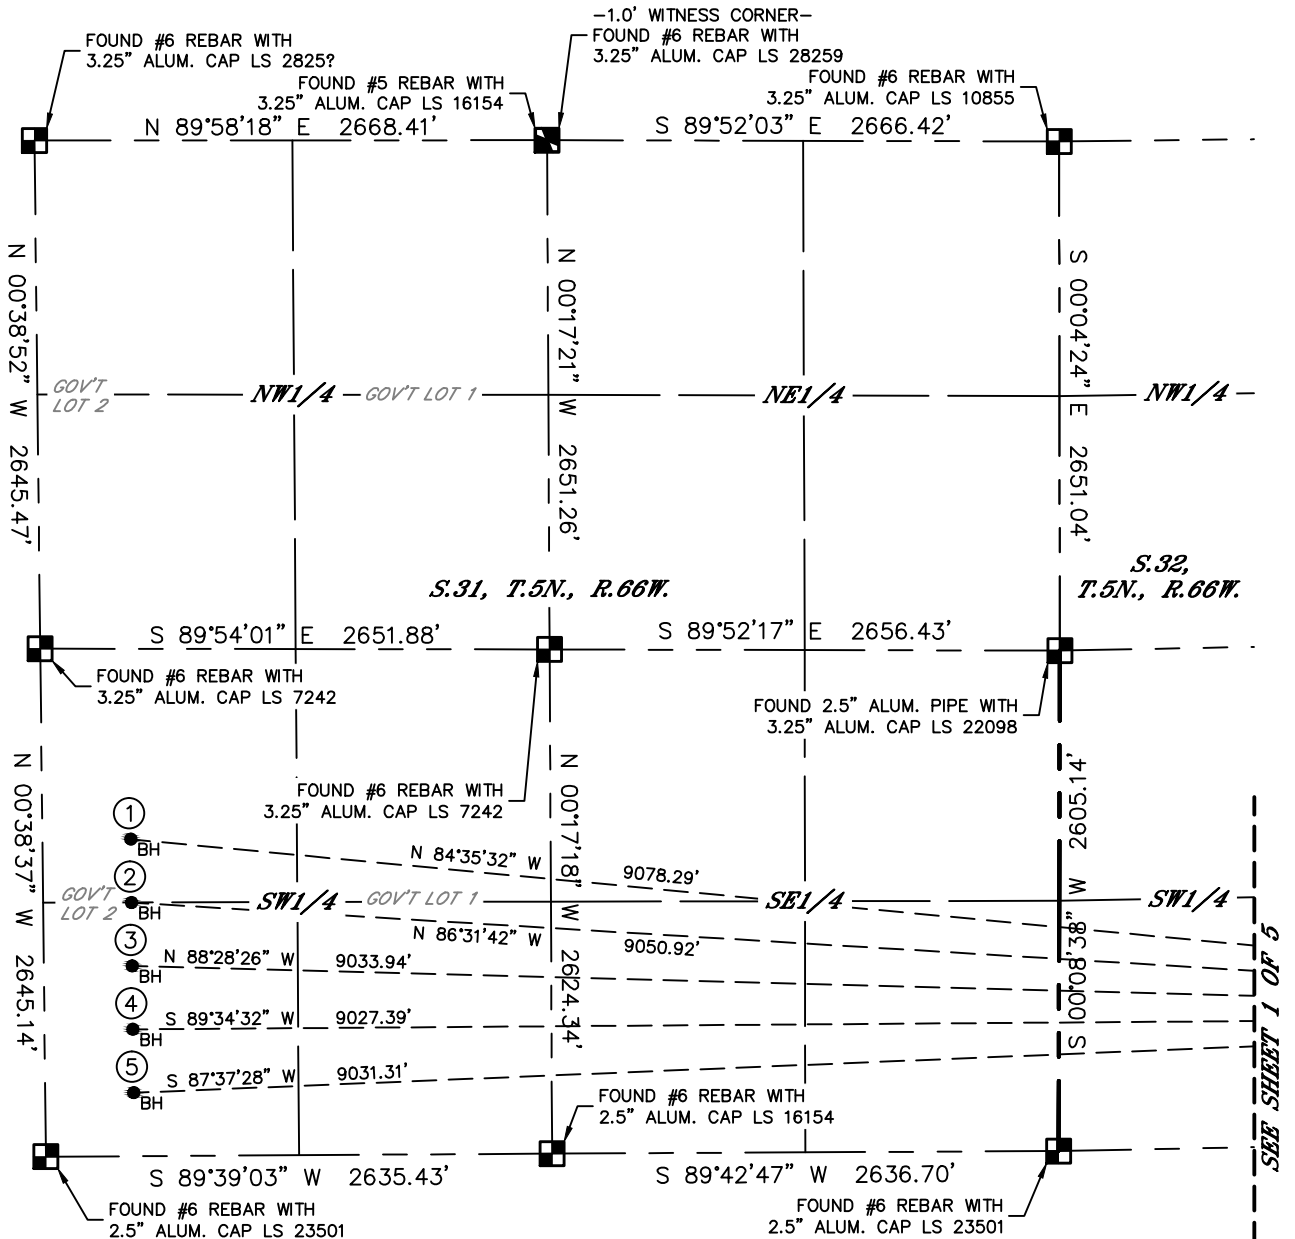 -1.0' WITNESS CORNER-
FOUND #6 REBAR WITH
3.25" ALUM. CAP LS 28259
FOUND #6 REBAR WITH
3.25" ALUM. CAP LS 2825?
FOUND #5 REBAR WITH
3.25" ALUM. CAP LS 16154
FOUND #6 REBAR WITH
3.25" ALUM. CAP LS 10855
N 89°58'18" E 2668.41'
S 89°52'03" E 2666.42'
N 00°38'52" W 2645.47'
N 00°17'21" W 2651.26'
S 00°04'24" E 2651.04'
GOV'T
LOT 2
NW1/4
GOV'T LOT 1
NE1/4
NW1/4
S.31, T.5N., R.66W.
S.32,
T.5N., R.66W.
S 89°54'01" E 2651.88'
S 89°52'17" E 2656.43'
FOUND #6 REBAR WITH
3.25" ALUM. CAP LS 7242
FOUND 2.5" ALUM. PIPE WITH
3.25" ALUM. CAP LS 22098
FOUND #6 REBAR WITH
3.25" ALUM. CAP LS 7242
N 00°38'37" W 2645.14'
N 00°17'18" W 2624.34'
S 00°08'38" W 2605.14'
1
BH
N 84°35'32" W 9078.29'
2
BH
GOV'T
LOT 2
SW1/4
GOV'T LOT 1
SE1/4
SW1/4
N 86°31'42" W 9050.92'
3
BH
N 88°28'26" W 9033.94'
4
BH
S 89°34'32" W 9027.39'
5
BH
S 87°37'28" W 9031.31'
SEE SHEET 1 OF 5
FOUND #6 REBAR WITH
2.5" ALUM. CAP LS 16154
S 89°39'03" W 2635.43'
S 89°42'47" W 2636.70'
FOUND #6 REBAR WITH
2.5" ALUM. CAP LS 23501
FOUND #6 REBAR WITH
2.5" ALUM. CAP LS 23501